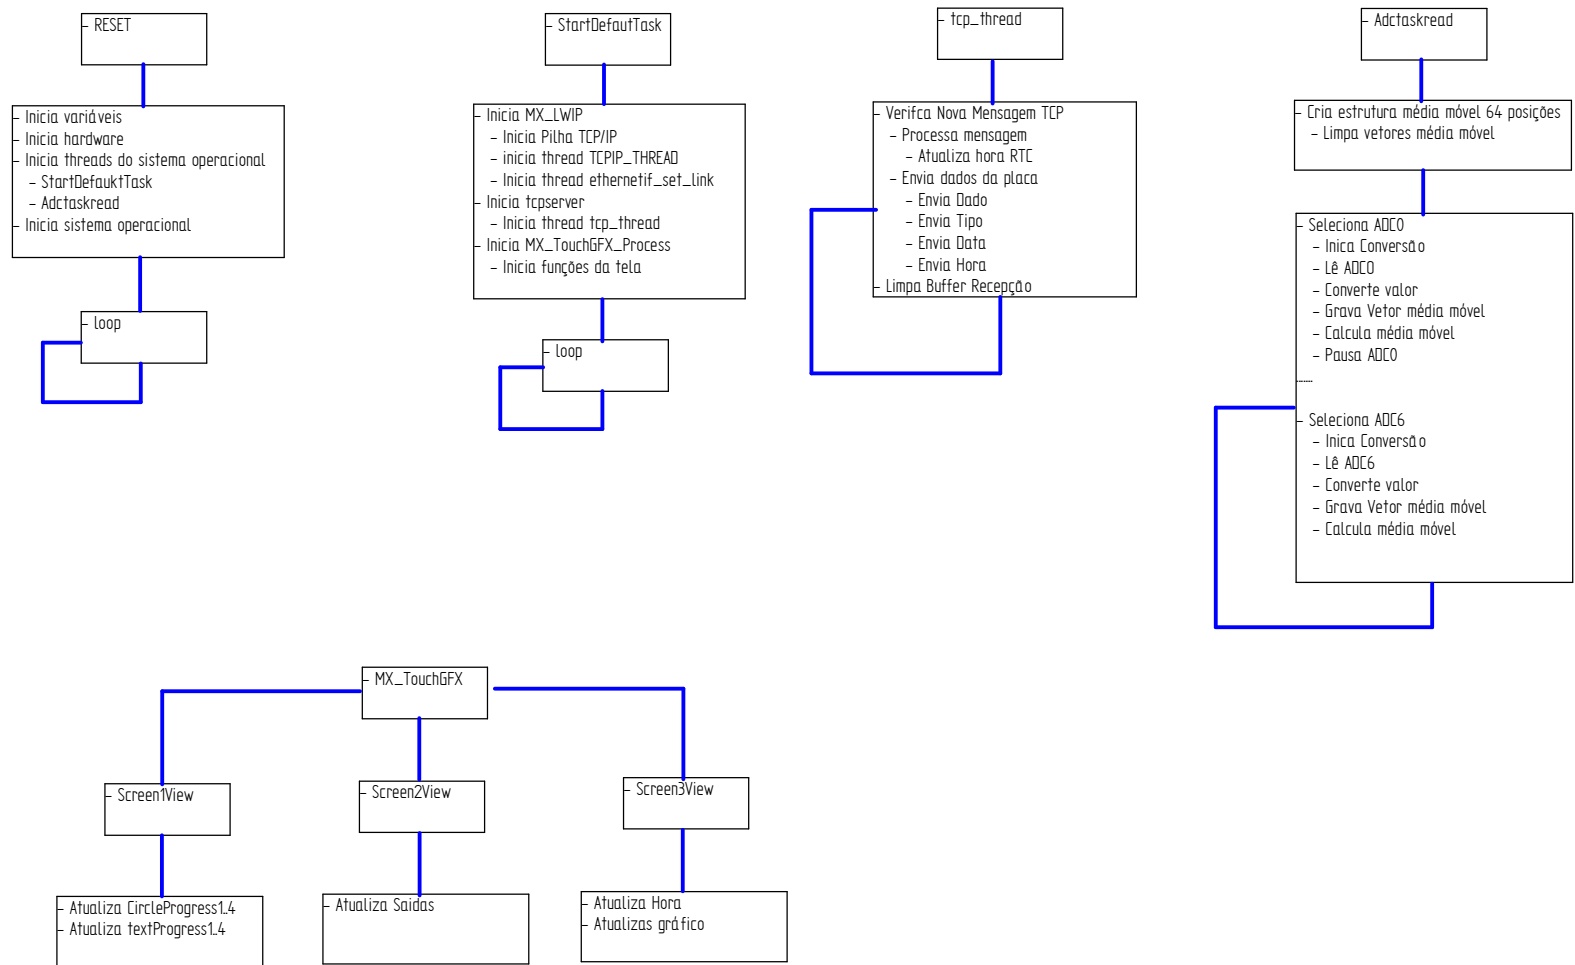 - RESET
- Inicia variáveis
- Inicia hardware
- Inicia threads do sistema operacional
- StartDefauktTask
- Adctaskread
- Inicia sistema operacional
- loop
- StartDefautTask
- Inicia MX_LWIP
- Inicia Pilha TCP/IP
- inicia thread TCPIP_THREAD
- Inicia thread ethernetif_set_link
- Inicia tcpserver
- Inicia thread tcp_thread
- Inicia MX_TouchGFX_Process
- Inicia funções da tela
- loop
- tcp_thread
- Verifca Nova Mensagem TCP
- Processa mensagem
- Atualiza hora RTC
- Envia dados da placa
- Envia Dado
- Envia Tipo
- Envia Data
- Envia Hora
- Limpa Buffer Recepção
- Adctaskread
- Cria estrutura média móvel 64 posições
- Limpa vetores média móvel
- Seleciona ADC0
- Inica Conversão
- Lê ADC0
- Converte valor
- Grava Vetor média móvel
- Calcula média móvel
- Pausa ADC0
.......
- Seleciona ADC6
- Inica Conversão
- Lê ADC6
- Converte valor
- Grava Vetor média móvel
- Calcula média móvel
- MX_TouchGFX
- Screen1View
- Atualiza CircleProgress1..4
- Atualiza textProgress1..4
- Screen2View
- Atualiza Saidas
- Screen3View
- Atualiza Hora
- Atualizas gráfico